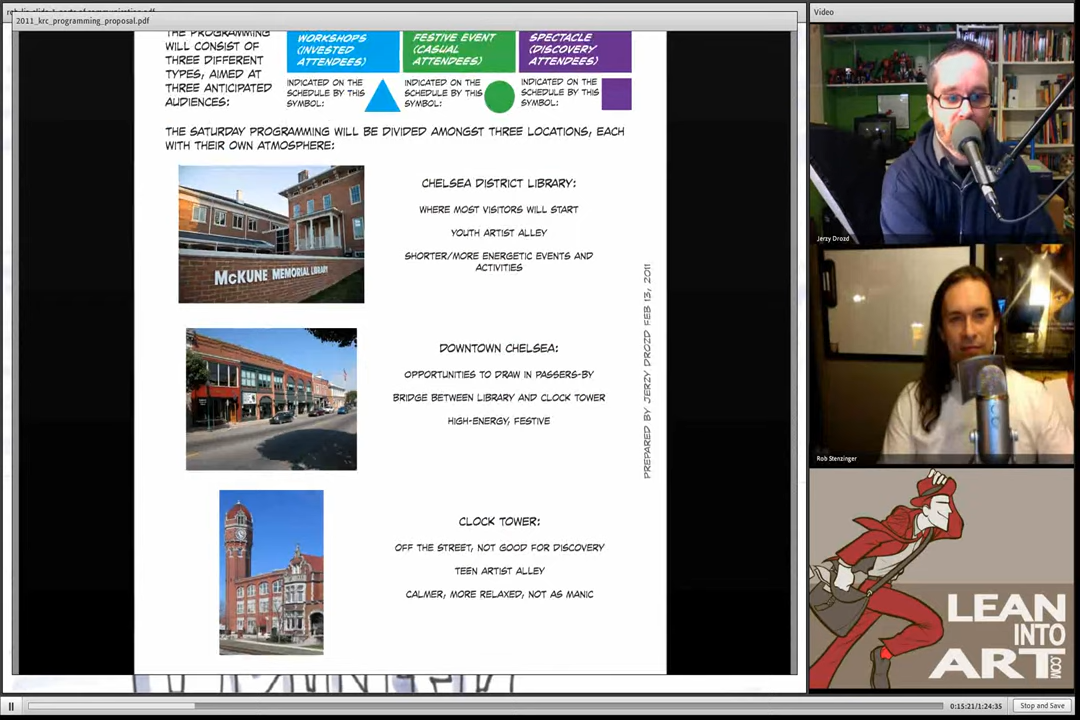 Video
2011_krc_programming_proposal.pdf
THE PROGRAMMING
WILL CONSIST OF
THREE DIFFERENT
TYPES, AIMED AT
THREE ANTICIPATED
AUDIENCES:
WORKSHOPS
(INVESTED
ATTENDEES)
INDICATED ON THE
SCHEDULE BY THIS
SYMBOL:
FESTIVE EVENT
(CASUAL
ATTENDEES)
INDICATED ON THE
SCHEDULE BY THIS
SYMBOL:
SPECTACLE
(DISCOVERY
ATTENDEES)
INDICATED ON THE
SCHEDULE BY THIS
SYMBOL:
THE SATURDAY PROGRAMMING WILL BE DIVIDED AMONGST THREE LOCATIONS, EACH
WITH THEIR OWN ATMOSPHERE:
McKUNE MEMORIAL LIBRARY
CHELSEA DISTRICT LIBRARY:
WHERE MOST VISITORS WILL START
YOUTH ARTIST ALLEY
SHORTER/MORE ENERGETIC EVENTS AND
ACTIVITIES
DOWNTOWN CHELSEA:
OPPORTUNITIES TO DRAW IN PASSERS-BY
BRIDGE BETWEEN LIBRARY AND CLOCK TOWER
HIGH-ENERGY, FESTIVE
CLOCK TOWER:
OFF THE STREET, NOT GOOD FOR DISCOVERY
TEEN ARTIST ALLEY
CALMER, MORE RELAXED, NOT AS MANIC
PREPARED BY JERZY DROZD FEB 13, 2011
Jerzy Drozd
Rob Stenzinger
LEAN
INTO
ART.COM
0:15:21/1:24:35
Stop and Save